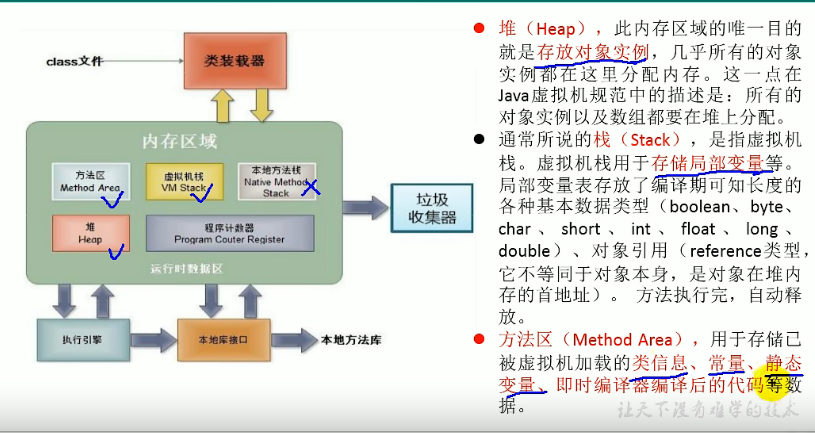 class文件
类装载器
内存区域
方法区
Method Area
虚拟机栈
VM Stack
本地方法栈
Native Method
Stack
堆
Heap
程序计数器
Program Couter Register
运行时数据区
垃圾
收集器
执行引擎
本地库接口
本地方法库
堆（Heap），此内存区域的唯一目的
就是存放对象实例，几乎所有的对象
实例都在这里分配内存。这一点在
Java虚拟机规范中的描述是：所有的
对象实例以及数组都要在堆上分配。
通常所说的栈（Stack），是指虚拟机
栈。虚拟机栈用于存储局部变量等。
局部变量表存放了编译期可知长度的
各种基本数据类型（boolean、byte、
char 、 short 、 int 、 float 、 long 、
double）、对象引用（reference类型，
它不等同于对象本身，是对象在堆内
存的首地址）。 方法执行完，自动释
放。
方法区（Method Area），用于存储已
被虚拟机加载的类信息、常量、静态
变量、即时编译器编译后的代码等数
据。
让天下没有难学的技术